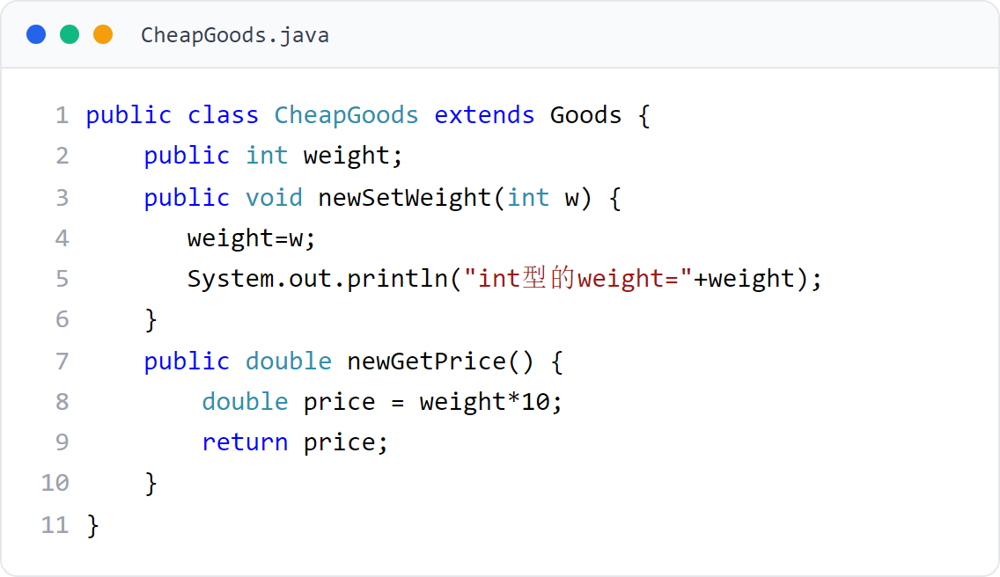 CheapGoods.java
1 public class CheapGoods extends Goods {
2     public int weight;
3     public void newSetWeight(int w) {
4        weight=w;
5        System.out.println("int型的weight="+weight);
6     }
7     public double newGetPrice() {
8         double price = weight*10;
9         return price;
10     }
11 }